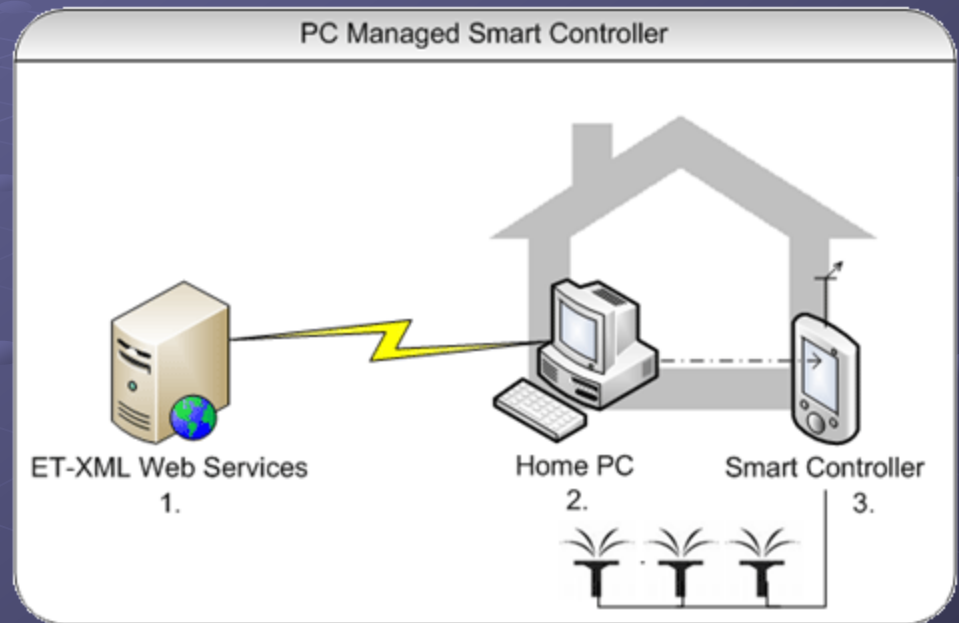 PC Managed Smart Controller
ET-XML Web Services
1.
Home PC
2.
Smart Controller
3.